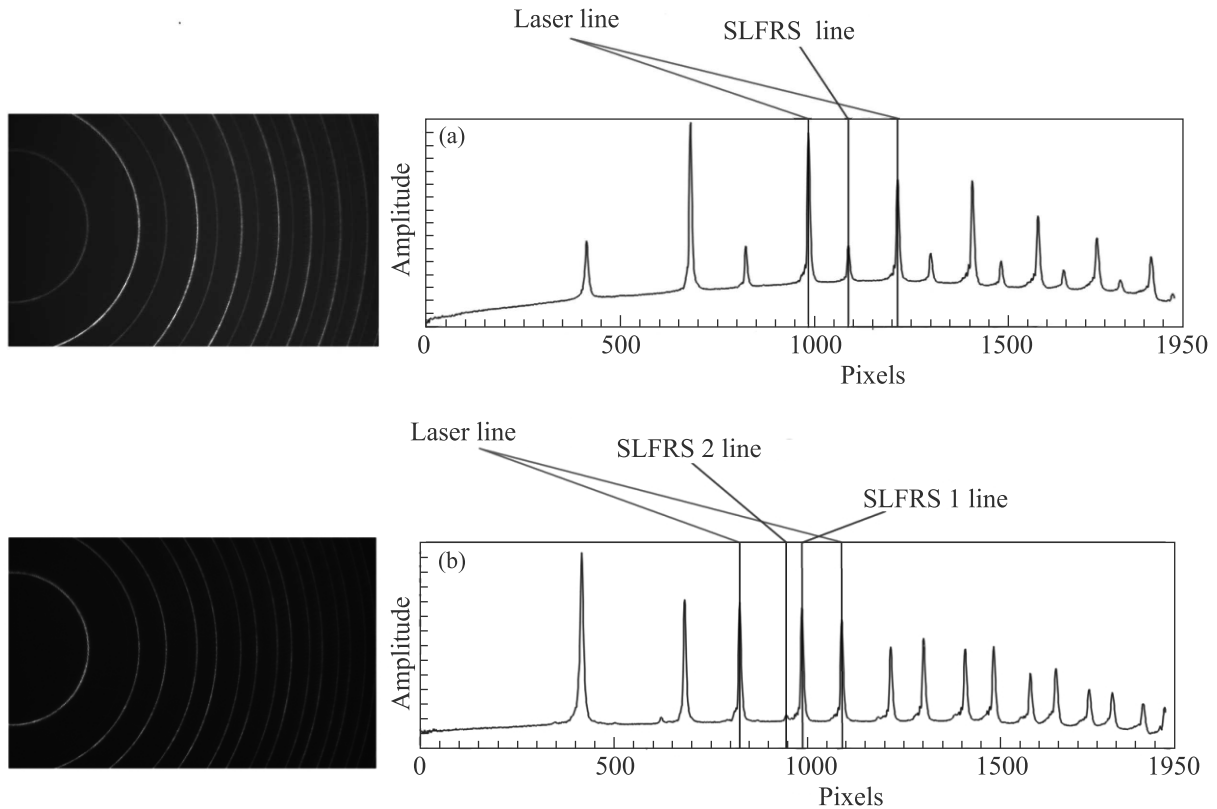 Laser line
SLFRS line
(a)
Amplitude
0 500 1000 1500 1950
Pixels
Laser line
SLFRS 2 line
SLFRS 1 line
(b)
Amplitude
0 500 1000 1500 1950
Pixels